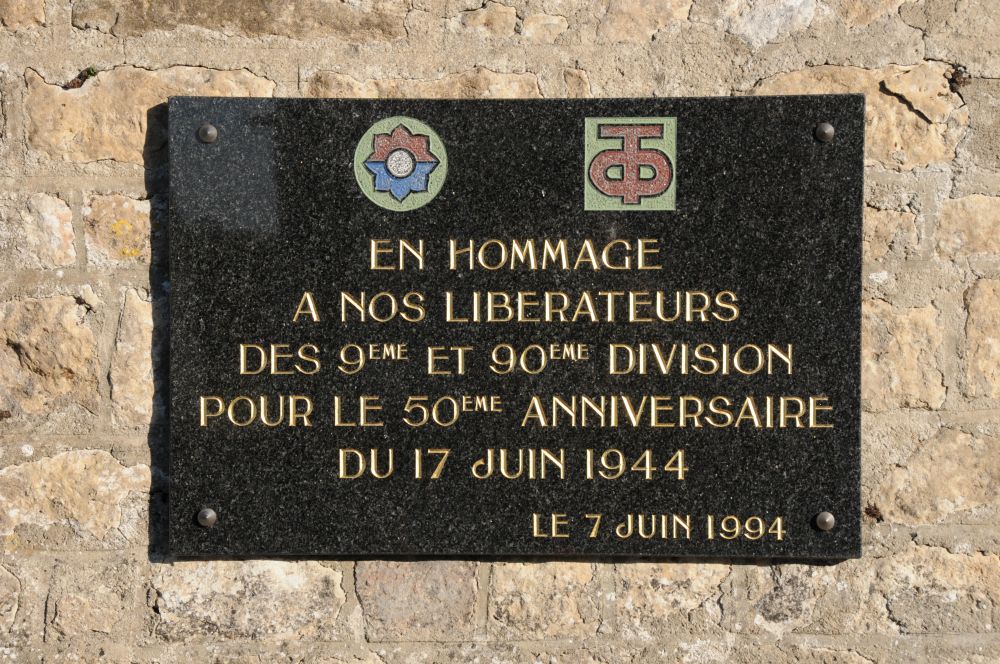 EN HOMMAGE
A NOS LIBERATEURS
DES 9EME ET 90EME DIVISION
POUR LE 50EME ANNIVERSAIRE
DU 17 JUIN 1944
LE 7 JUIN 1994